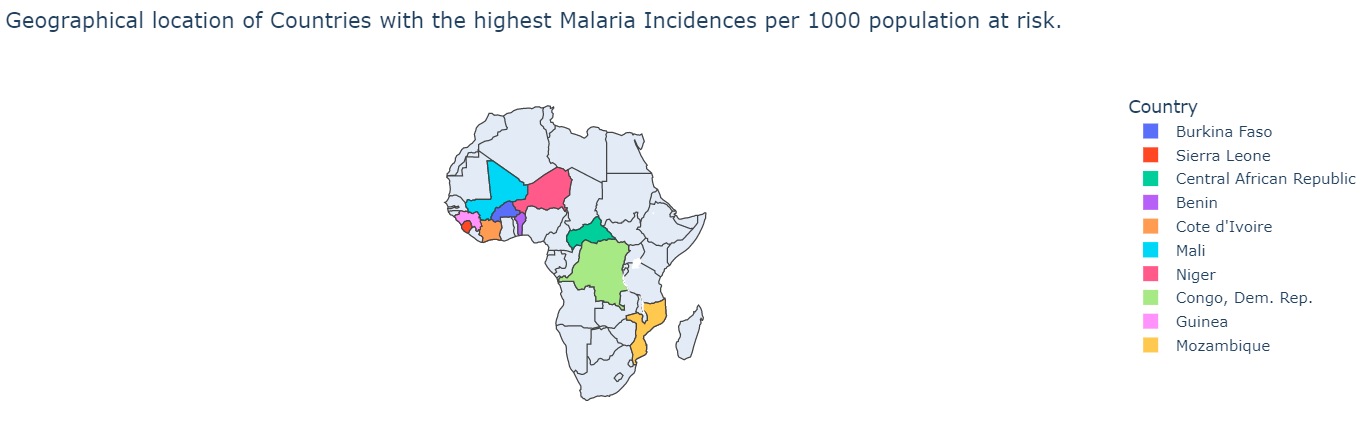 Geographical location of Countries with the highest Malaria Incidences per 1000 population at risk.
Country
Burkina Faso
Sierra Leone
Central African Republic
Benin
Cote d'Ivoire
Mali
Niger
Congo, Dem. Rep.
Guinea
Mozambique